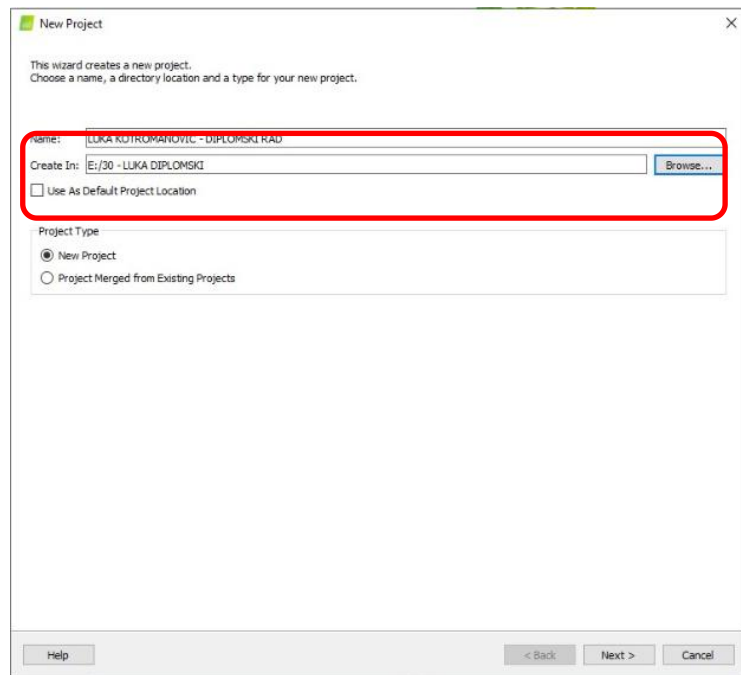 New Project
This wizard creates a new project.
Choose a name, a directory location and a type for your new project.
Name: LUKA KOTROMANOVIC - DIPLOMSKI RAD
Create In: E:/30 - LUKA DIPLOMSKI Browse...
Use As Default Project Location
Project Type
New Project
Project Merged from Existing Projects
Help < Back Next > Cancel